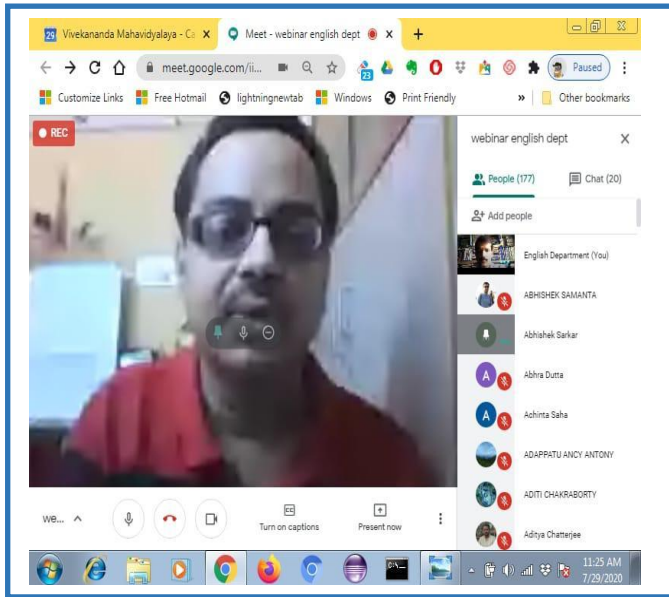 29 Vivekananda Mahavidyalaya - Ca x Meet - webinar english dept x +
meet.google.com/ii... 23 Paused
Customize Links Free Hotmail lightningnewtab Windows Print Friendly » Other bookmarks
REC
webinar english dept X
People (177) Chat (20)
Add people
English Department (You)
ABHISHEK SAMANTA
Abhishek Sarkar
A Abhra Dutta
A Achinta Saha
ADAPPATU ANCY ANTONY
ADITI CHAKRABORTY
Aditya Chatterjee
we... CC Turn on captions Present now
11:25 AM
7/29/2020